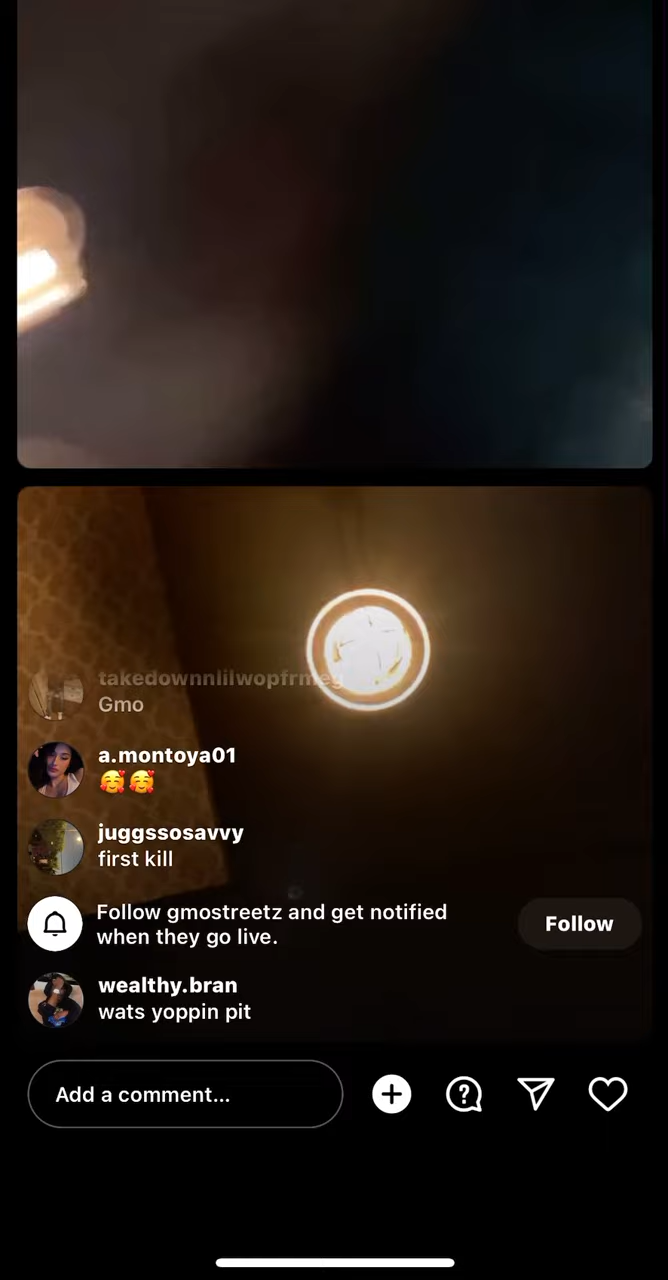 takedownnlilwopfrmeg
Gmo
a.montoya01
🥰🥰
juggssosavvy
first kill
Follow gmostreetz and get notified
when they go live.
Follow
wealthy.bran
wats yoppin pit
Add a comment...